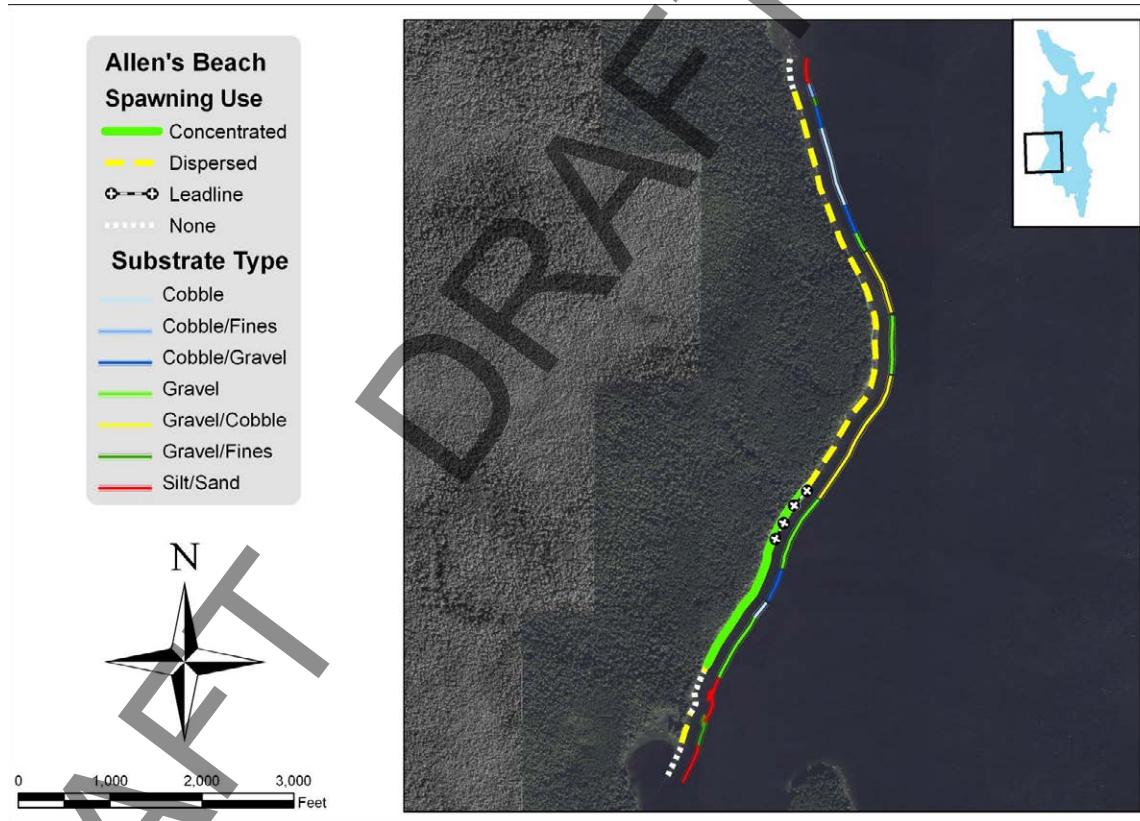 Allen's Beach
Spawning Use
Concentrated
Dispersed
Leadline
None
Substrate Type
Cobble
Cobble/Fines
Cobble/Gravel
Gravel
Gravel/Cobble
Gravel/Fines
Silt/Sand
N
0 1,000 2,000 3,000
Feet
DRAFT
AFT